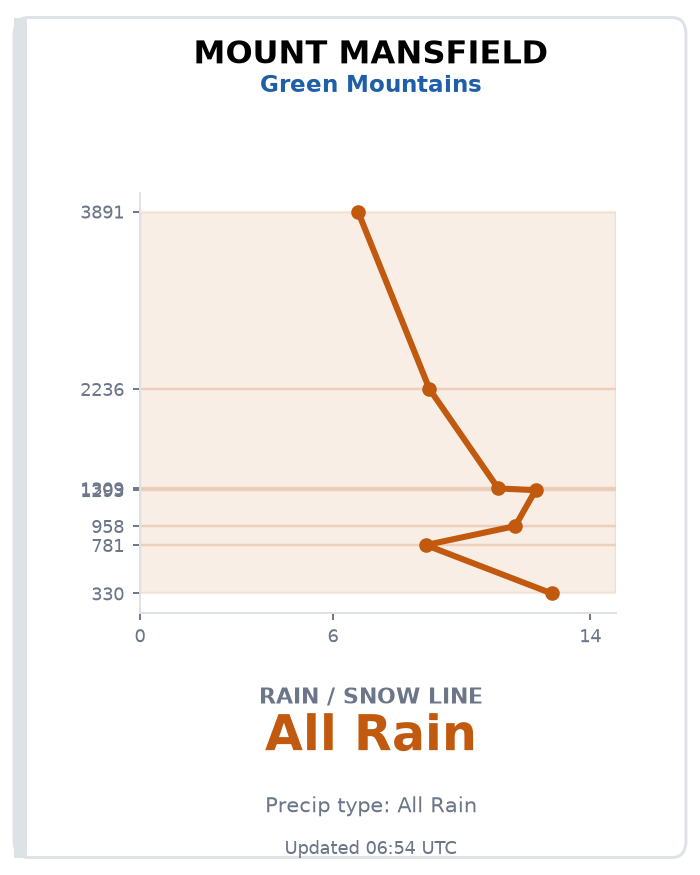 MOUNT MANSFIELD
Green Mountains
3891
2236
958
781
330
0 6 14
RAIN / SNOW LINE
All Rain
Precip type: All Rain
Updated 06:54 UTC